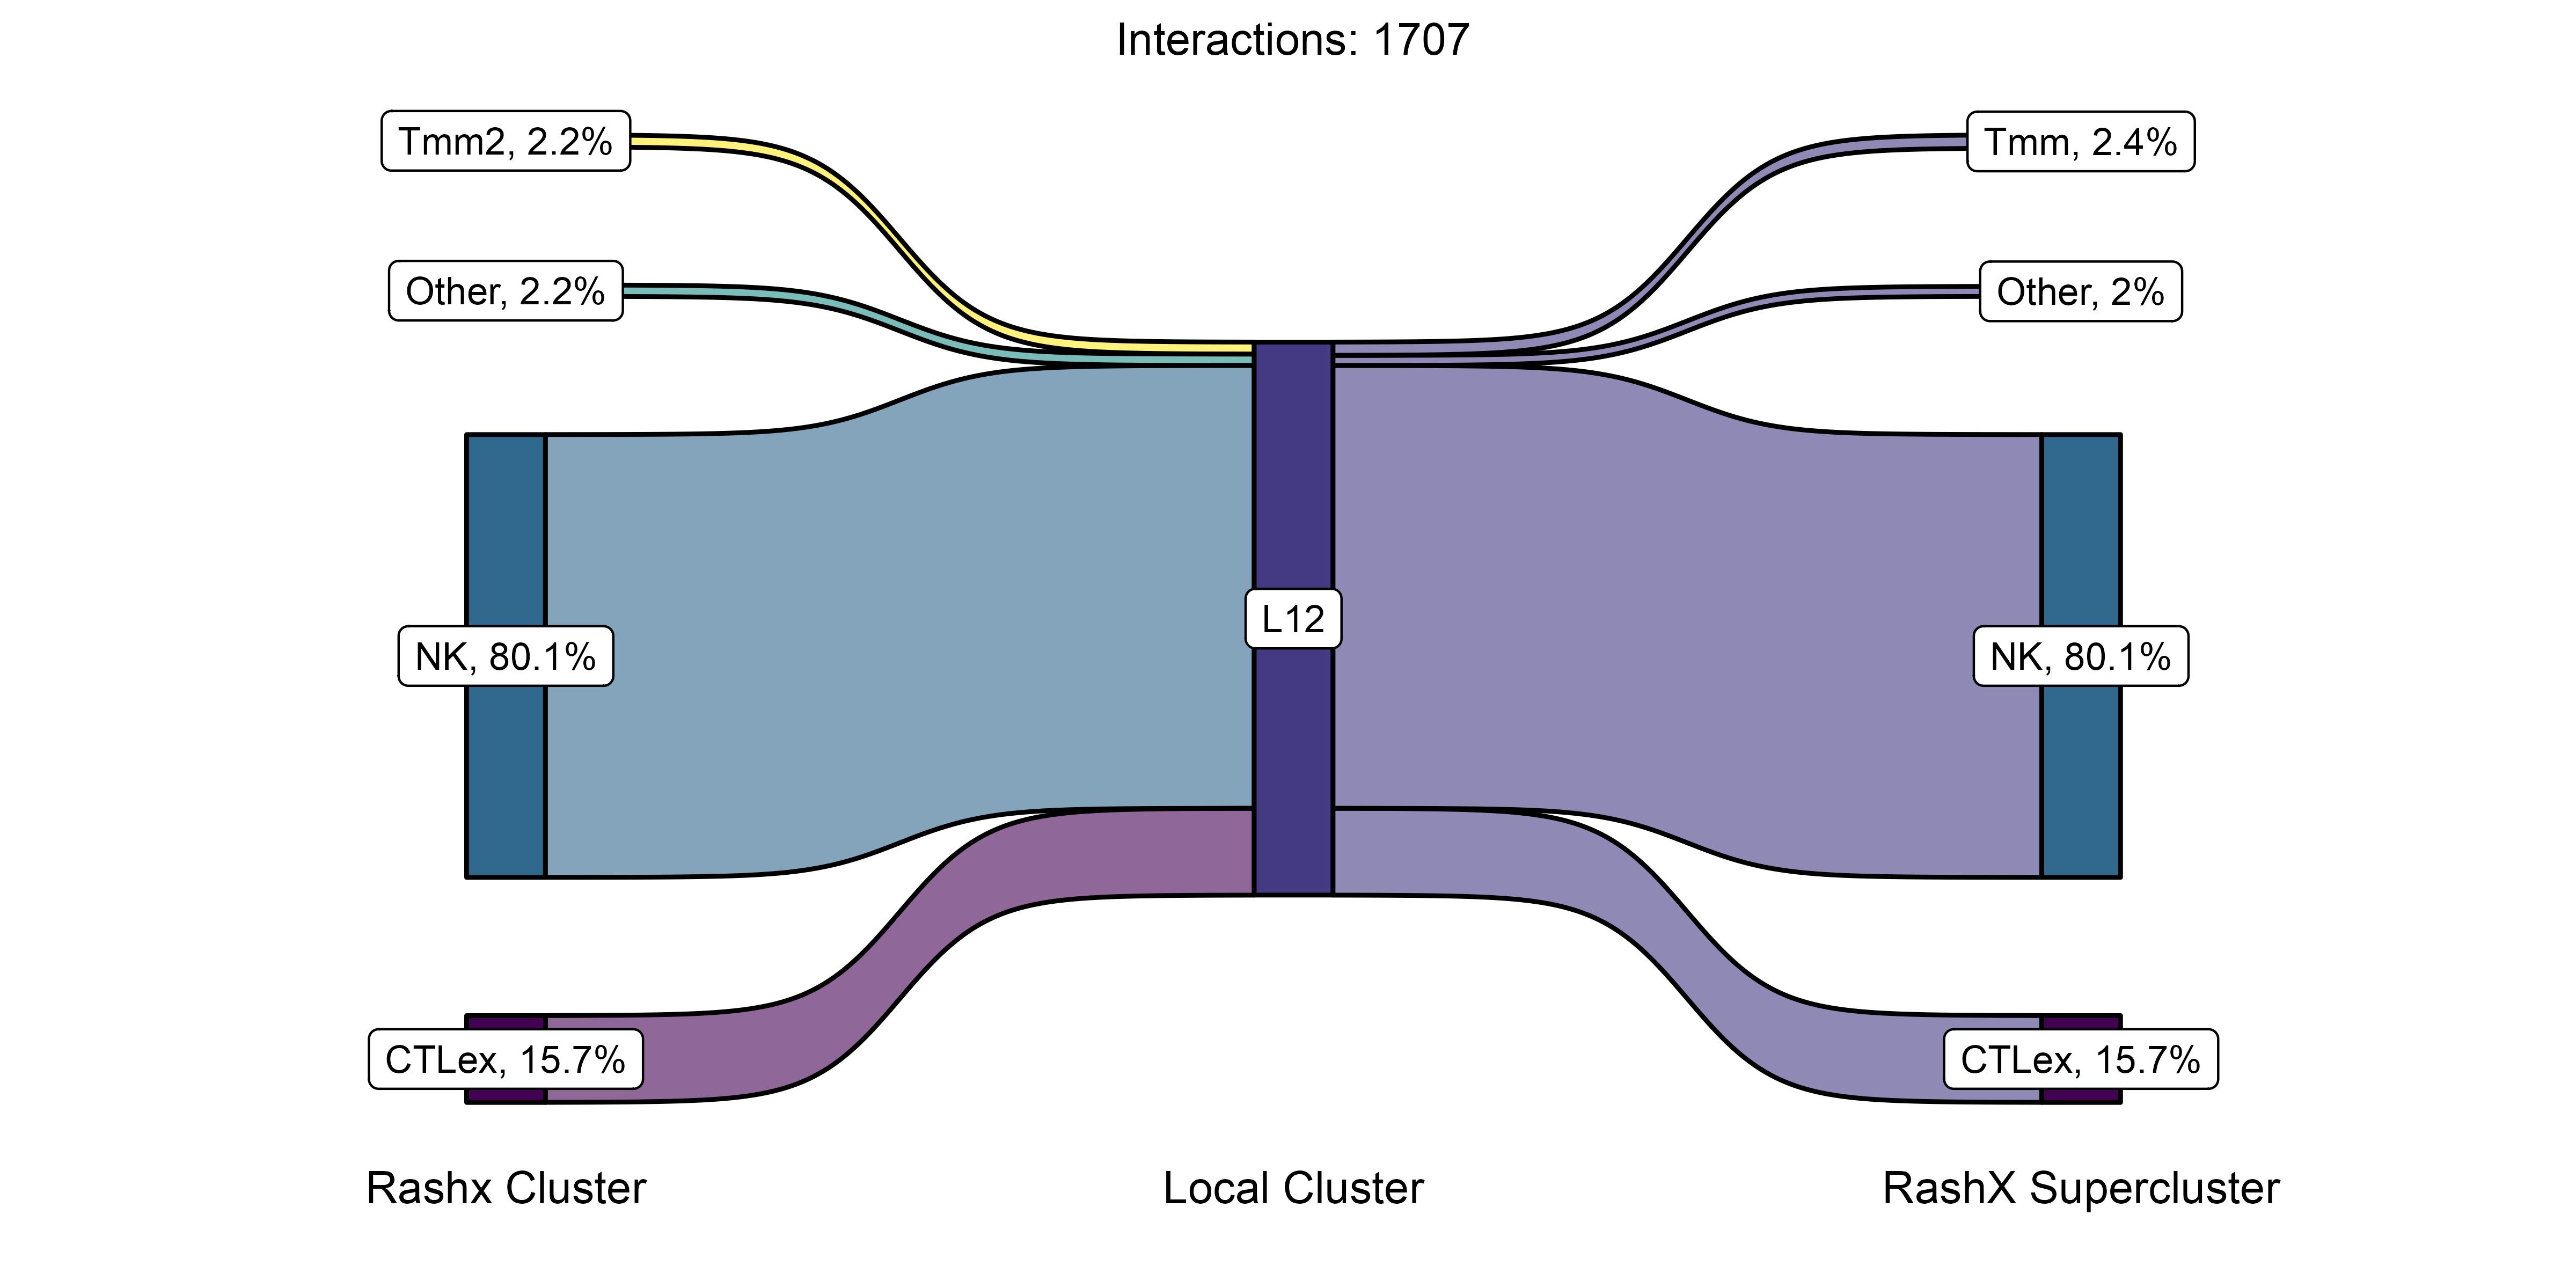 Interactions: 1707
Tmm2, 2.2%
Tmm, 2.4%
Other, 2.2%
Other, 2%
L12
NK, 80.1%
NK, 80.1%
CTLex, 15.7%
CTLex, 15.7%
Rashx Cluster
Local Cluster
RashX Supercluster